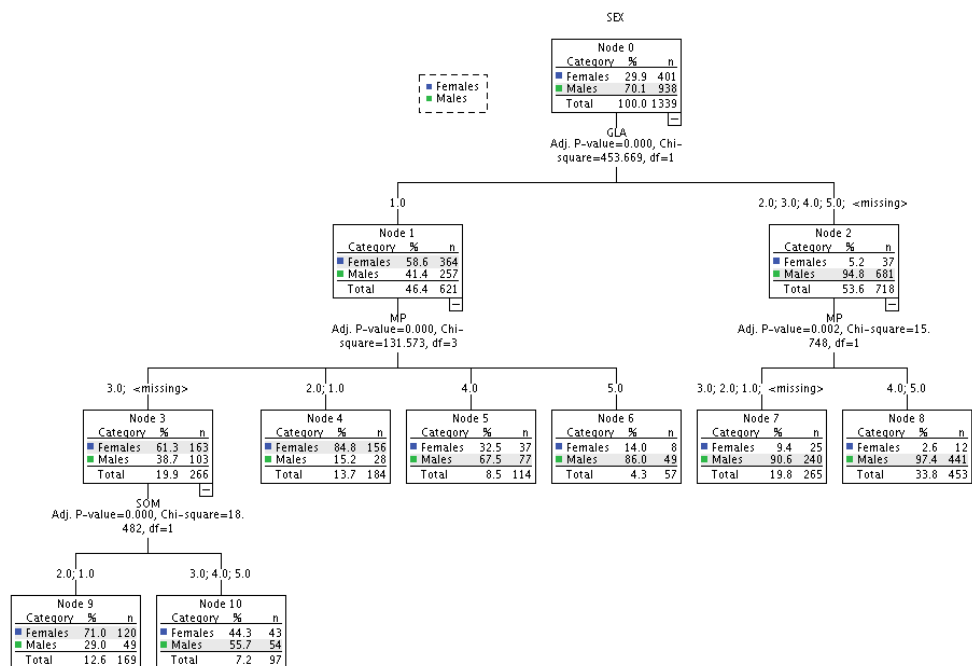 SEX
Node 0
Category % n
Females 29.9 401
Males 70.1 938
Total 100.0 1339
Females
Males
GLA
Adj. P-value=0.000, Chi-
square=453.669, df=1
1.0
2.0; 3.0; 4.0; 5.0; <missing>
Node 1
Category % n
Females 58.6 364
Males 41.4 257
Total 46.4 621
Node 2
Category % n
Females 5.2 37
Males 94.8 681
Total 53.6 718
MP
Adj. P-value=0.000, Chi-
square=131.573, df=3
MP
Adj. P-value=0.002, Chi-square=15.
748, df=1
3.0; <missing>
2.0; 1.0
4.0
5.0
3.0; 2.0; 1.0; <missing>
4.0; 5.0
Node 3
Category % n
Females 61.3 163
Males 38.7 103
Total 19.9 266
Node 4
Category % n
Females 84.8 156
Males 15.2 28
Total 13.7 184
Node 5
Category % n
Females 32.5 37
Males 67.5 77
Total 8.5 114
Node 6
Category % n
Females 14.0 8
Males 86.0 49
Total 4.3 57
Node 7
Category % n
Females 9.4 25
Males 90.6 240
Total 19.8 265
Node 8
Category % n
Females 2.6 12
Males 97.4 441
Total 33.8 453
SOM
Adj. P-value=0.000, Chi-square=18.
482, df=1
2.0; 1.0
3.0; 4.0; 5.0
Node 9
Category % n
Females 71.0 120
Males 29.0 49
Total 12.6 169
Node 10
Category % n
Females 44.3 43
Males 55.7 54
Total 7.2 97